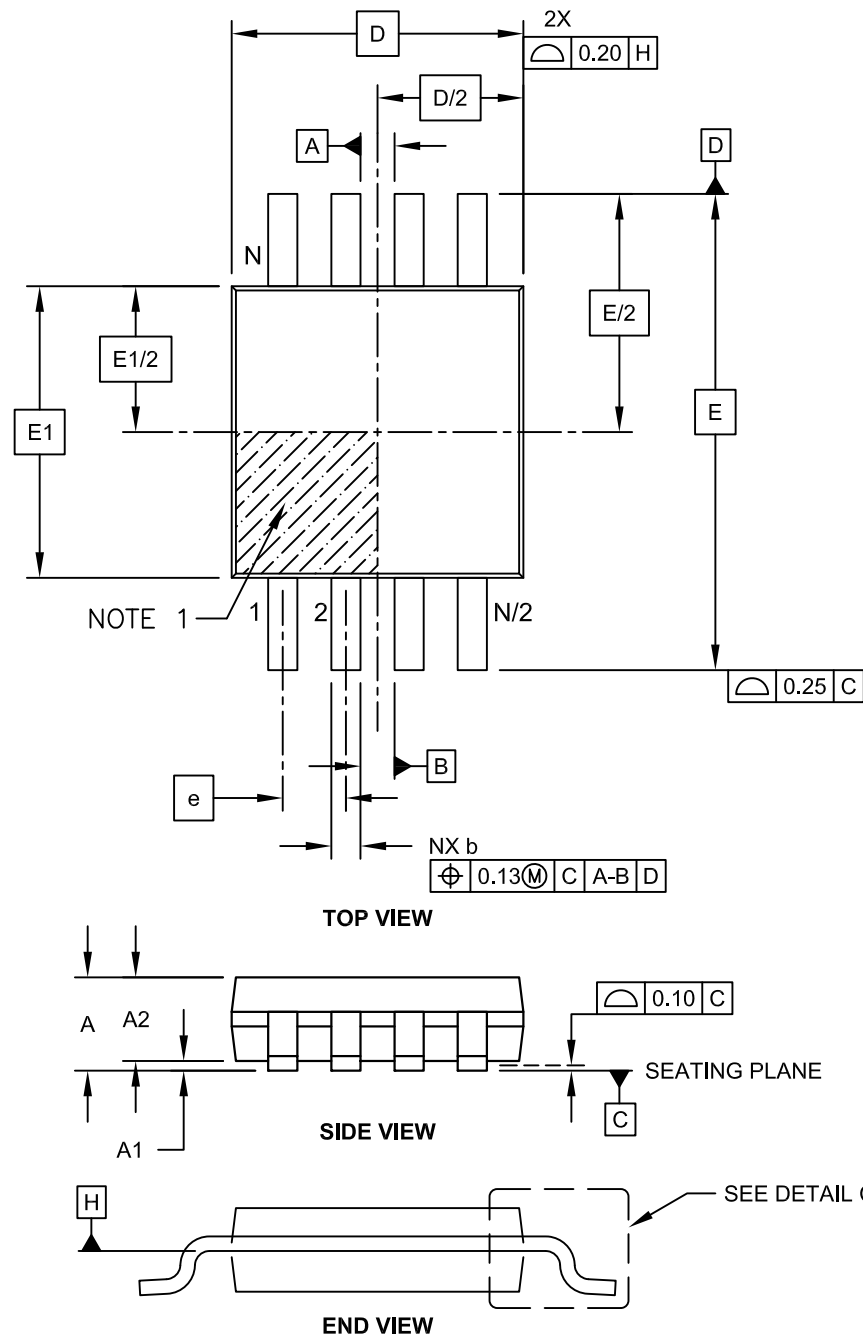 D
2X
0.20 H
D/2
A
D
N
E/2
E1/2
E1
E
NOTE 1
1
2
N/2
0.25 C
B
e
NX b
⌖ 0.13Ⓜ C A-B D
TOP VIEW
0.10 C
A
A2
SEATING PLANE
C
SIDE VIEW
A1
H
SEE DETAIL
END VIEW